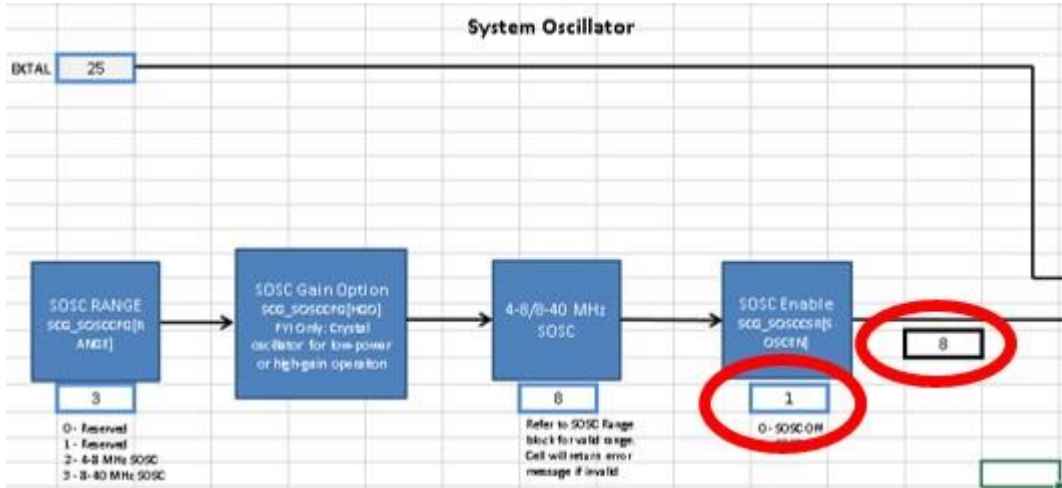 System Oscillator
EXTAL 25
SOSC RANGE
SCG_SOSCCFG[R
ANGE]
3
0 - Reserved
1 - Reserved
2 - 4-8 MHz SOSC
3 - 8-40 MHz SOSC
SOSC Gain Option
SCG_SOSCCFG[HGO]
FYI Only: Crystal
oscillator for low-power
or high-gain operation
4-8/8-40 MHz
SOSC
8
Refer to SOSC Range
block for valid range.
Cell will return error
message if invalid
SOSC Enable
SCG_SOSCCSR[S
OSCEN]
1
0 - SOSC Off
8